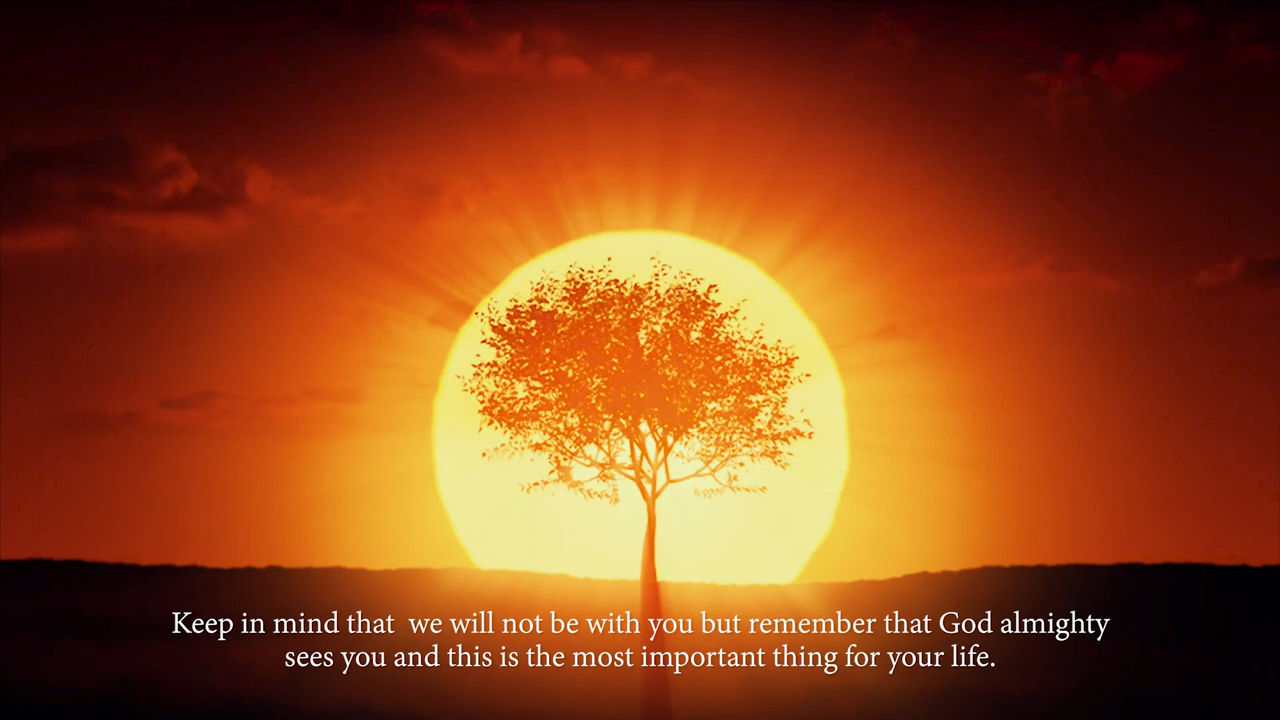 Keep in mind that  we will not be with you but remember that God almighty
sees you and this is the most important thing for your life.